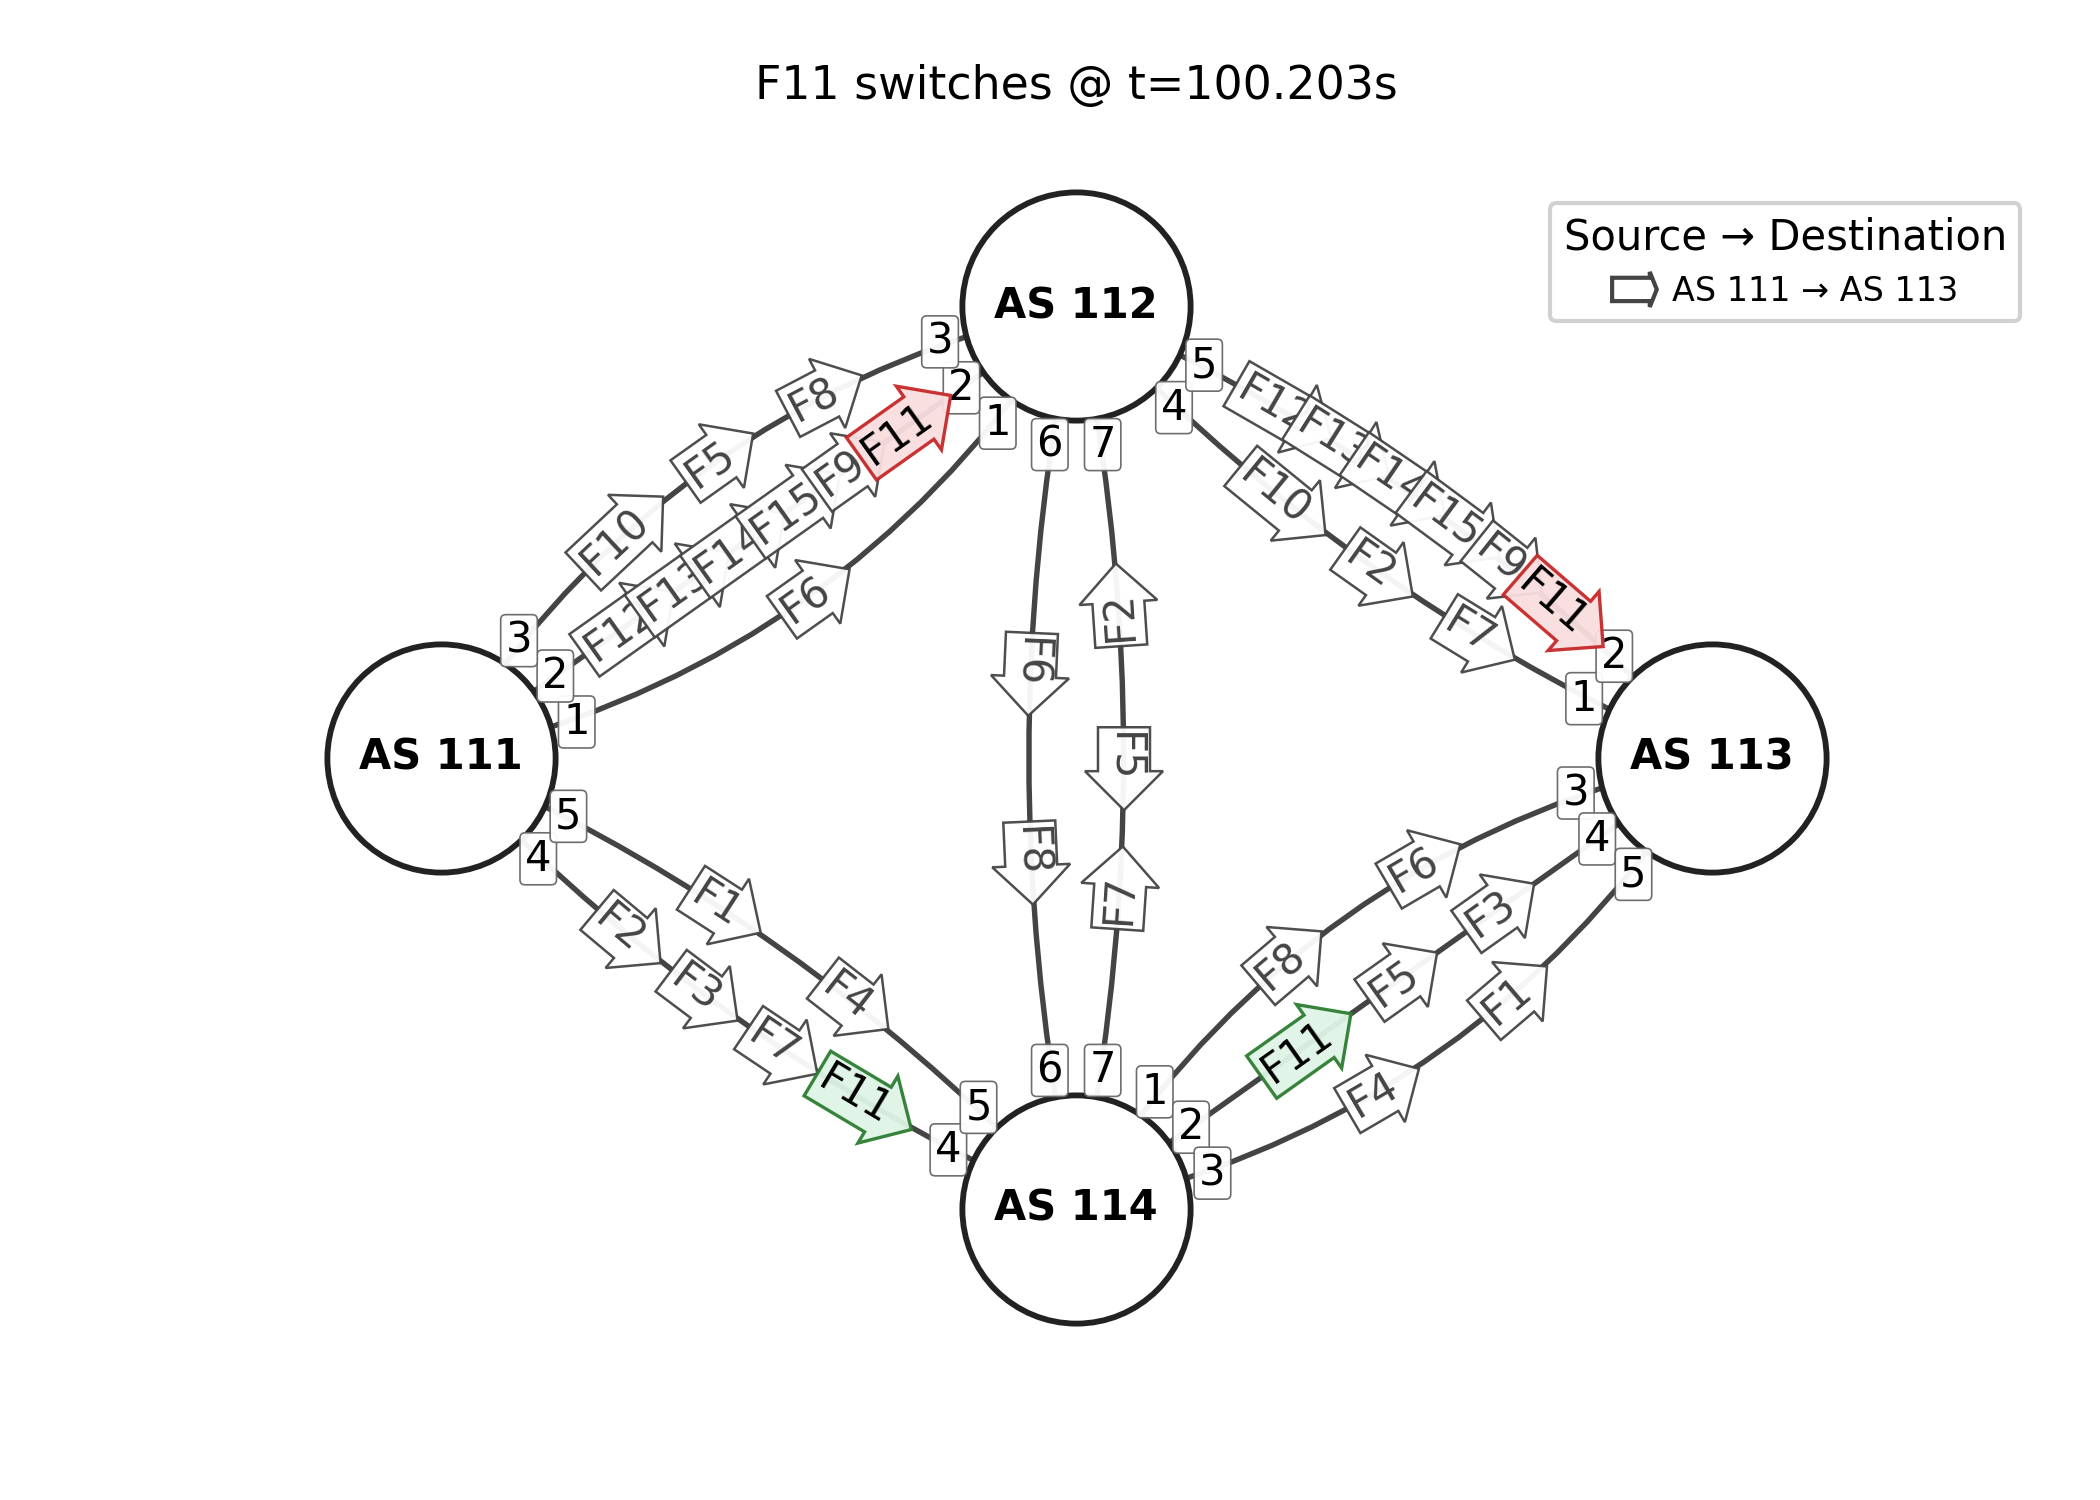 F11 switches @ t=100.203s
Source → Destination
AS 111 → AS 113
AS 112
3
2
1
6
7
4
5
F8
F5
F10
F11
F9
F15
F14
F13
F12
F6
F12
F13
F14
F15
F9
F11
F10
F2
F7
3
2
1
AS 111
5
4
2
1
AS 113
3
4
5
F6
F8
F2
F5
F7
F1
F4
F2
F3
F7
F11
F6
F8
F3
F5
F11
F1
F4
5
4
6
7
1
2
3
AS 114